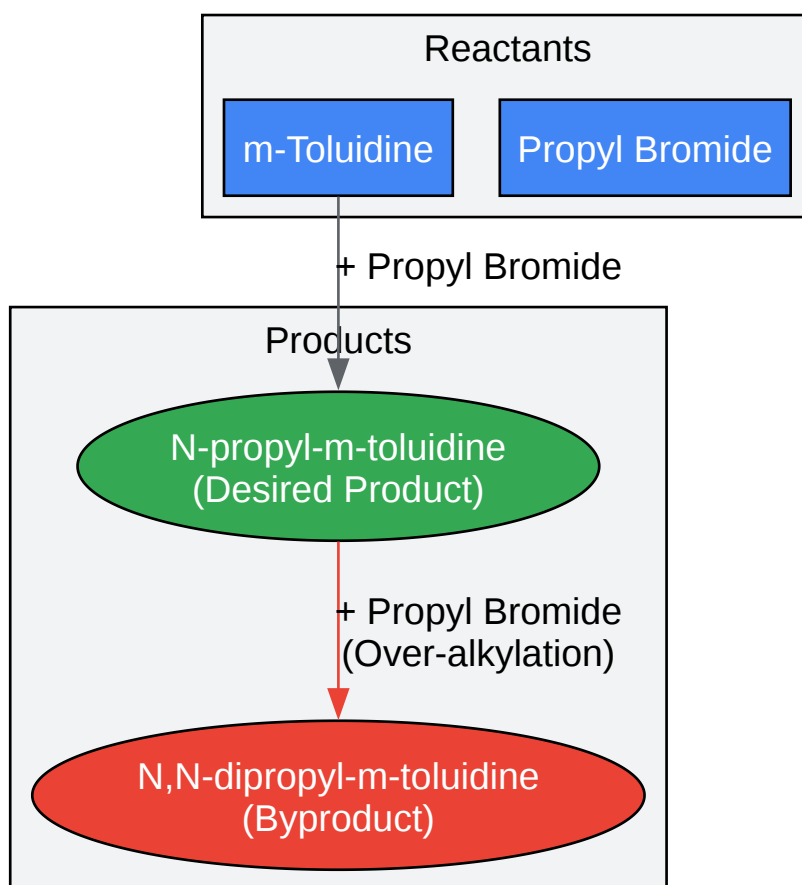 Reactants
m-Toluidine
Propyl Bromide
+ Propyl Bromide
Products
N-propyl-m-toluidine
(Desired Product)
+ Propyl Bromide
(Over-alkylation)
N,N-dipropyl-m-toluidine
(Byproduct)